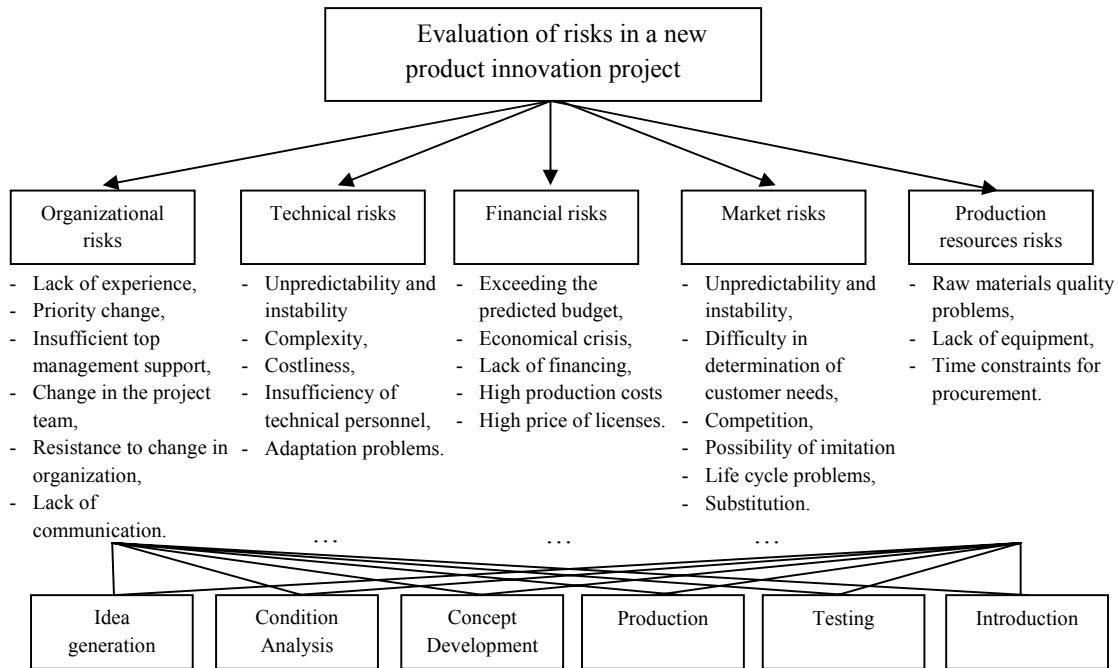 Evaluation of risks in a new
product innovation project
Organizational
risks
Technical risks
Financial risks
Market risks
Production
resources risks
- Lack of experience,
- Priority change,
- Insufficient top
management support,
- Change in the project
team,
- Resistance to change in
organization,
- Lack of
communication.
- Unpredictability and
instability
- Complexity,
- Costliness,
- Insufficiency of
technical personnel,
- Adaptation problems.
- Exceeding the
predicted budget,
- Economical crisis,
- Lack of financing,
- High production costs
- High price of licenses.
- Unpredictability and
instability,
- Difficulty in
determination of
customer needs,
- Competition,
- Possibility of imitation
- Life cycle problems,
- Substitution.
- Raw materials quality
problems,
- Lack of equipment,
- Time constraints for
procurement.
… … …
Idea
generation
Condition
Analysis
Concept
Development
Production
Testing
Introduction